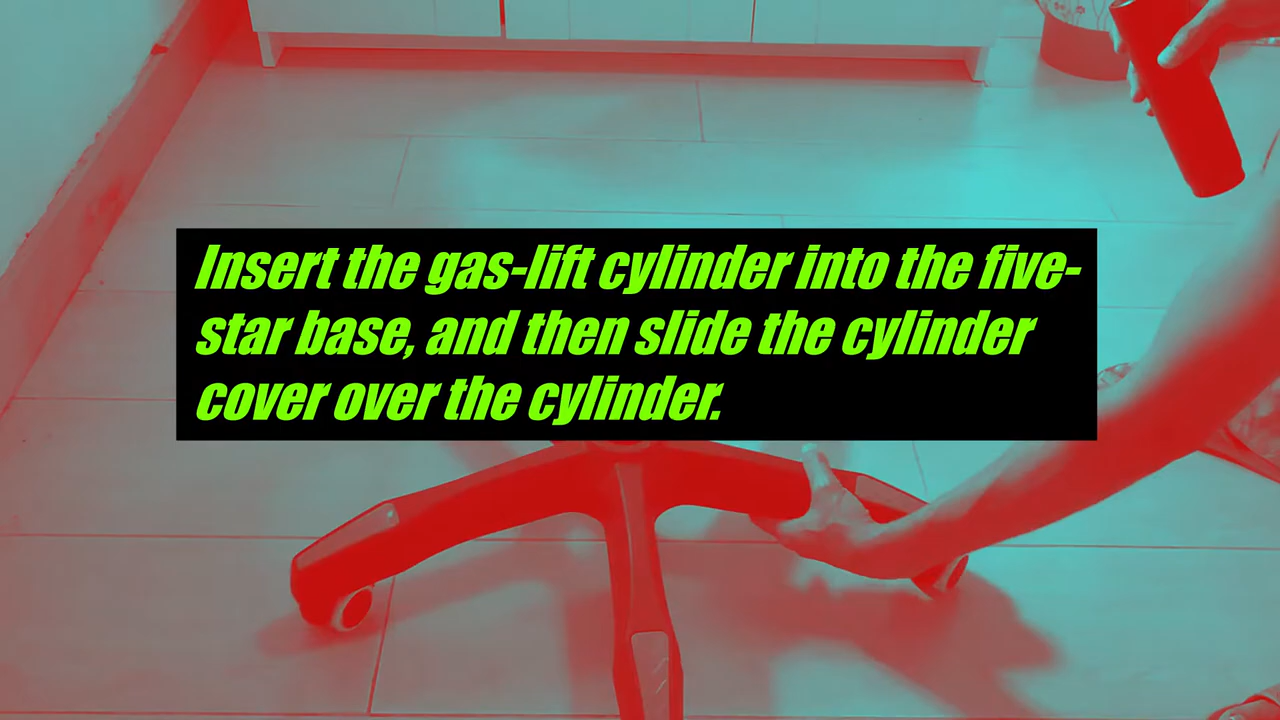 Insert the gas-lift cylinder into the five-
star base, and then slide the cylinder
cover over the cylinder.